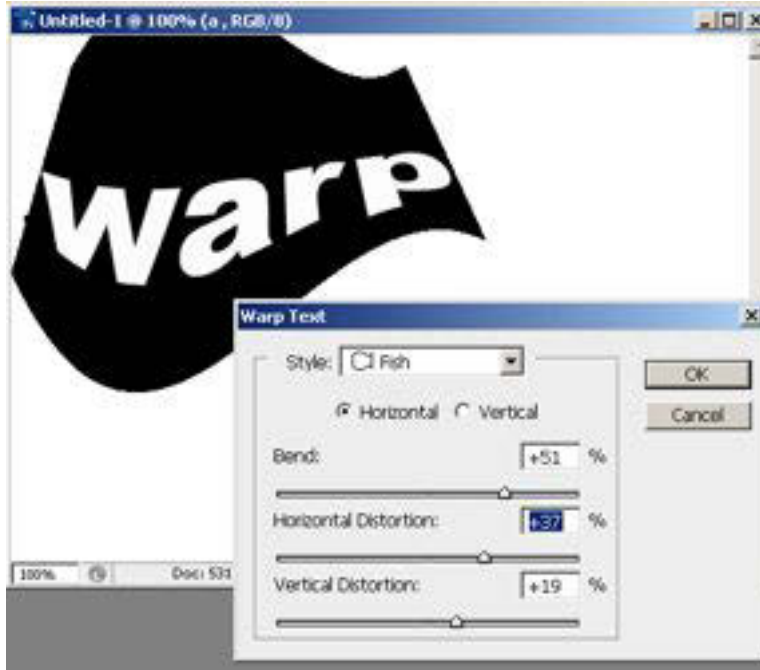 Untitled-1 @ 100% (a, RGB/8)
Warp
Warp Text
Style: Fish
OK
Horizontal Vertical
Cancel
Bend: +51 %
Horizontal Distortion: +37 %
100% Doc: 531
Vertical Distortion: +19 %